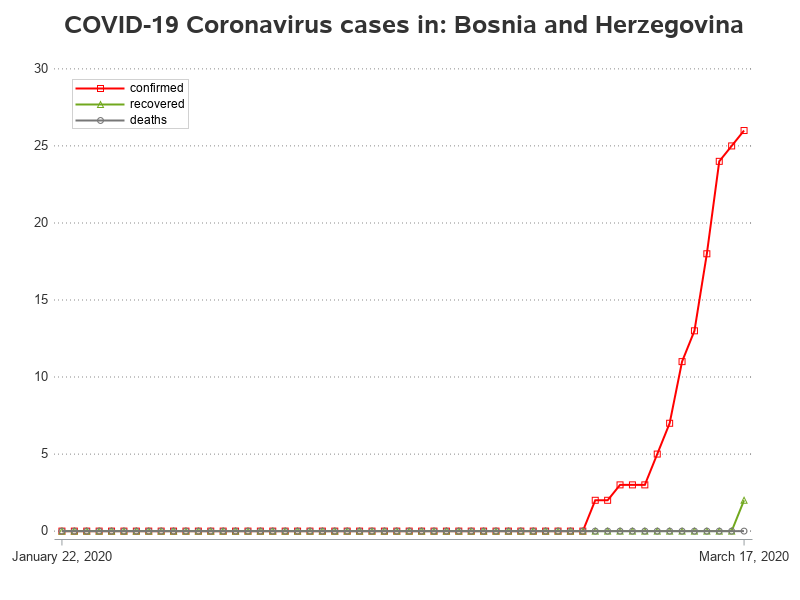 COVID-19 Coronavirus cases in: Bosnia and Herzegovina
30
confirmed
recovered
deaths
25
20
15
10
5
0
January 22, 2020 March 17, 2020